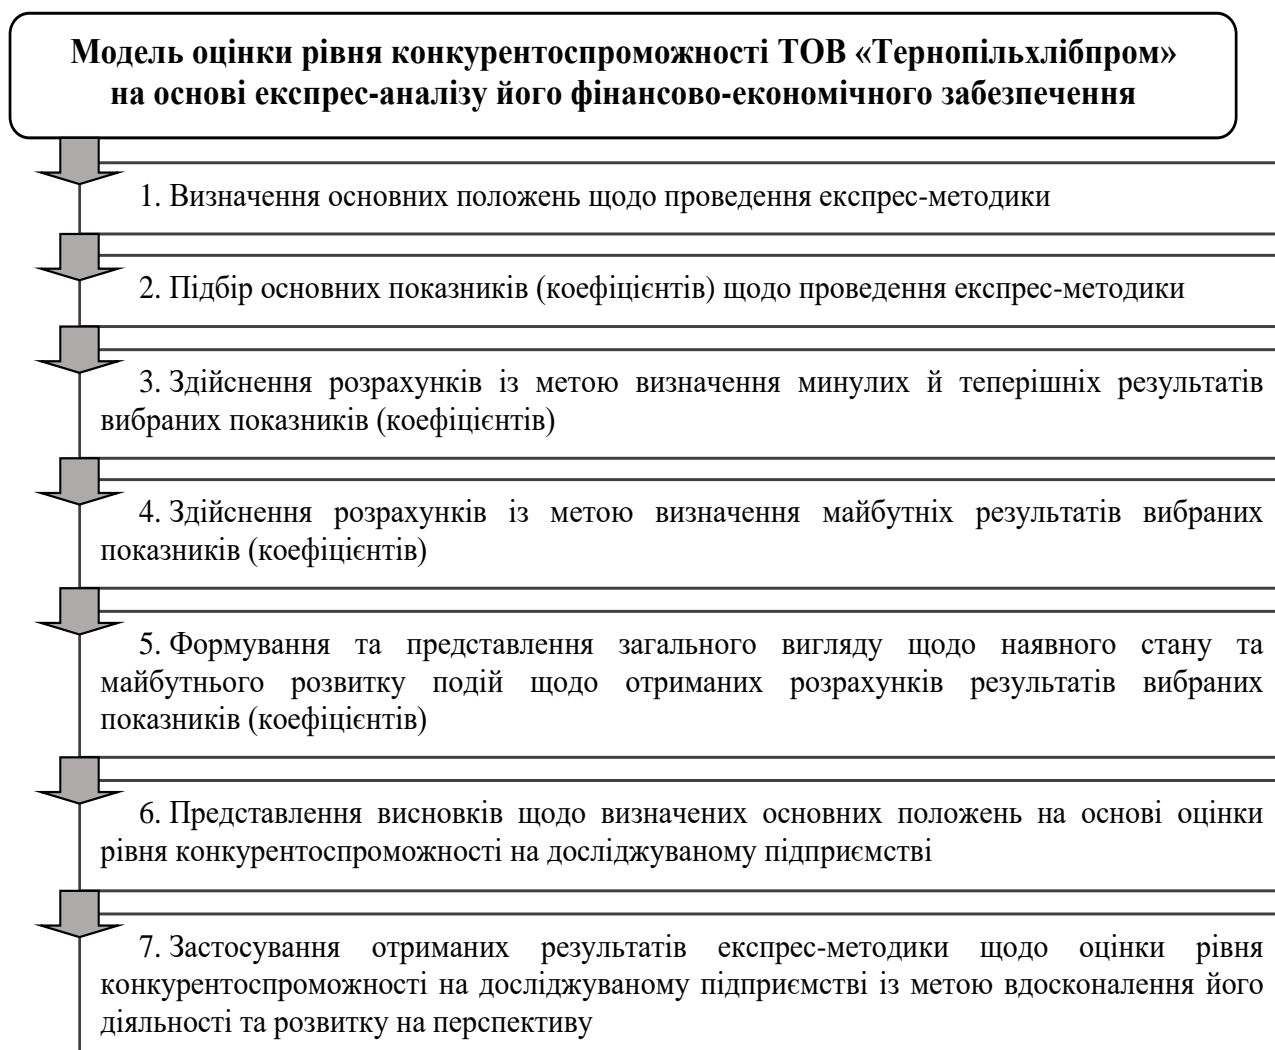 Модель оцінки рівня конкурентоспроможності ТОВ «Тернопільхлібпром»
на основі експрес-аналізу його фінансово-економічного забезпечення
1. Визначення основних положень щодо проведення експрес-методики
2. Підбір основних показників (коефіцієнтів) щодо проведення експрес-методики
3. Здійснення розрахунків із метою визначення минулих й теперішніх результатів
вибраних показників (коефіцієнтів)
4. Здійснення розрахунків із метою визначення майбутніх результатів вибраних
показників (коефіцієнтів)
5. Формування та представлення загального вигляду щодо наявного стану та
майбутнього розвитку подій щодо отриманих розрахунків результатів вибраних
показників (коефіцієнтів)
6. Представлення висновків щодо визначених основних положень на основі оцінки
рівня конкурентоспроможності на досліджуваному підприємстві
7. Застосування отриманих результатів експрес-методики щодо оцінки рівня
конкурентоспроможності на досліджуваному підприємстві із метою вдосконалення його
діяльності та розвитку на перспективу